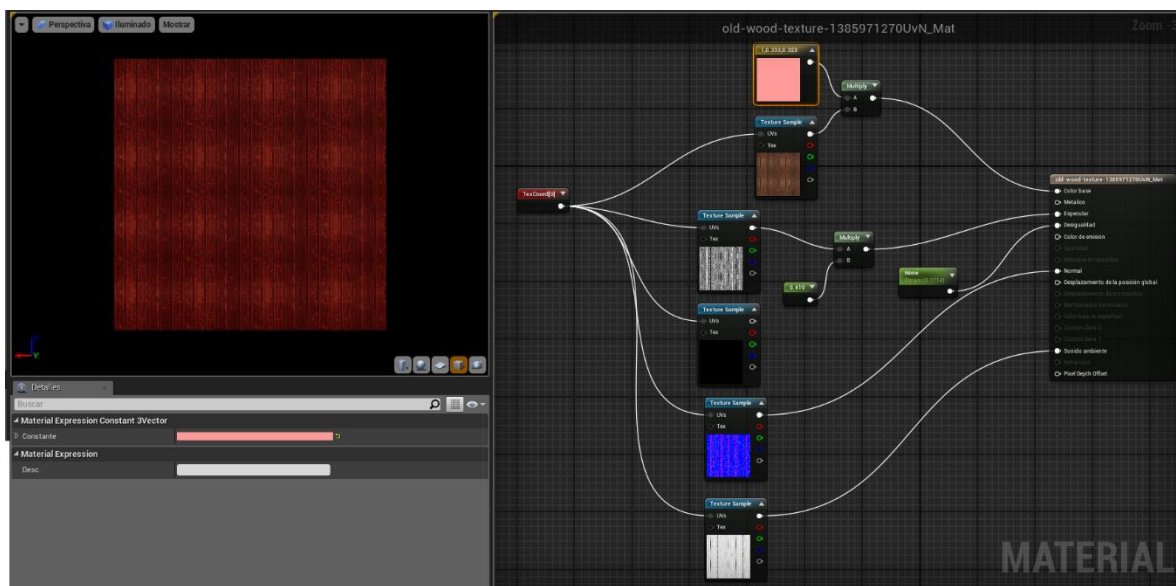 Perspectiva
Iluminado
Mostrar
Detalles
Buscar
Material Expression Constant 3Vector
Constante
Material Expression
Desc
old-wood-texture-1385971270UvN_Mat
Zoom
1,0.333,0.329
Multiply
A
B
Texture Sample
UVs
Tex
TexCoord[0]
Texture Sample
UVs
Tex
Multiply
A
B
0.419
None
Texture Sample
UVs
Tex
Texture Sample
UVs
Tex
Texture Sample
UVs
Tex
old-wood-texture-1385971270UvN_Mat
Color base
Metálico
Especular
Desigualdad
Color de emisión
Normal
Desplazamiento de la posición global
Sonido ambiente
Pixel Depth Offset
MATERIAL